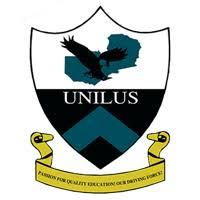 UNILUS
PASSION FOR QUALITY EDUCATION: OUR DRIVING FORCE!